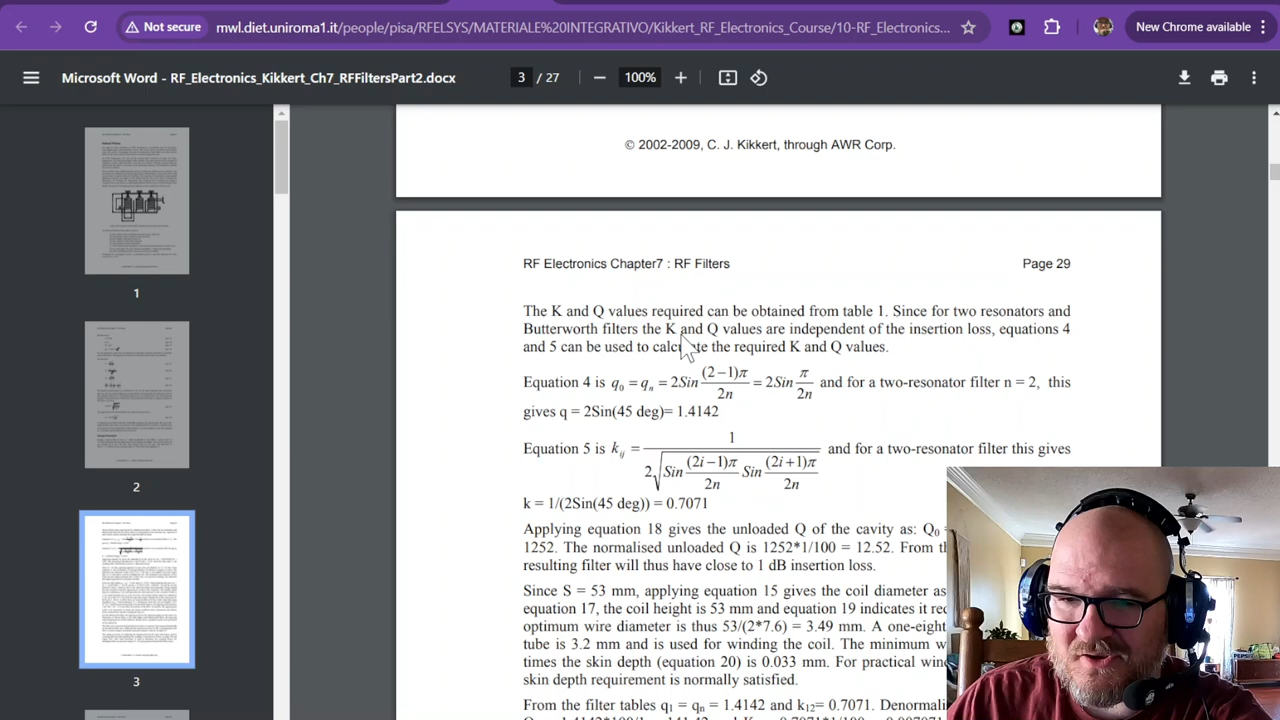 Not secure
mwl.diet.uniroma1.it/people/pisa/RFELSYS/MATERIALE%20INTEGRATIVO/Kikkert_RF_Electronics_Course/10-RF_Electronics...
New Chrome available
Microsoft Word - RF_Electronics_Kikkert_Ch7_RFFiltersPart2.docx
3 / 27
100%
© 2002-2009, C. J. Kikkert, through AWR Corp.
RF Electronics Chapter7 : RF Filters
Page 29
The K and Q values required can be obtained from table 1. Since for two resonators and
Butterworth filters the K and Q values are independent of the insertion loss, equations 4
and 5 can be used to calculate the required K and Q values.
Equation 4 is q₀ = qₙ = 2Sin (2−1)π / 2n = 2Sin π / 2n and for a two-resonator filter n = 2, this
gives q = 2Sin(45 deg)= 1.4142
Equation 5 is kᵢⱼ = 1 / 2√(Sin (2i−1)π / 2n Sin (2i+1)π / 2n) and for a two-resonator filter this gives
k = 1/(2Sin(45 deg)) = 0.7071
Applying equation 18 gives the unloaded Q of the cavity as: Q₀
1252. The normalised unloaded Q is 1252*1/100 = 12.52. From
resulting filter will thus have close to 1 dB insertion loss.
Since = 53 mm, applying equation 15 gives the coil diameter as
equation 17, the coil height is 53 mm and equation 19 indicates it
optimum wire diameter is thus 53/(2*7.6) = 3.49 mm. A one-eight
tube is 3.2 mm and is used for winding the coil. The minimum
times the skin depth (equation 20) is 0.033 mm. For practical
skin depth requirement is normally satisfied.
From the filter tables q₁ = qₙ = 1.4142 and k₁₂= 0.7071.
1
2
3